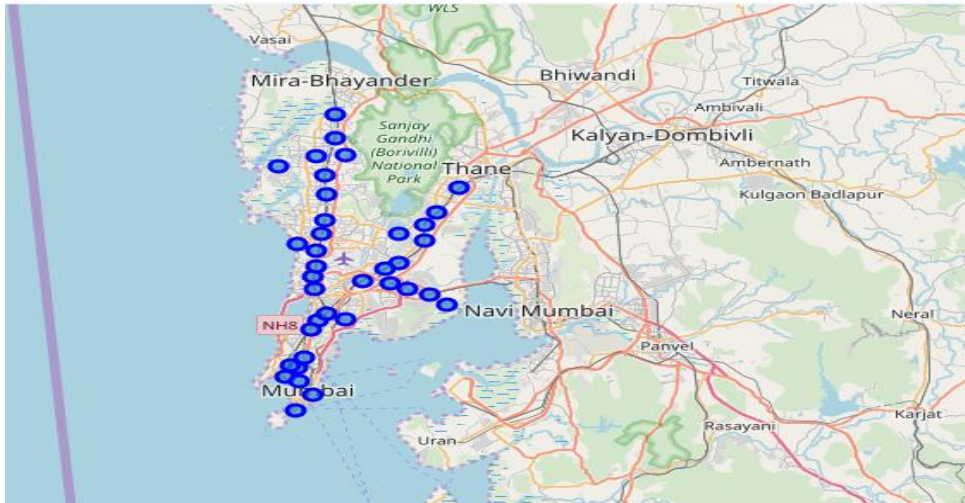 WLS
Vasai
Mira-Bhayander
Bhiwandi
Titwala
Ambivali
Sanjay
Gandhi
(Borivilli)
National
Park
Kalyan-Dombivli
Thane
Ambernath
Kulgaon Badlapur
Navi Mumbai
Neral
NH8
Panvel
Mumbai
Karjat
Rasayani
Uran